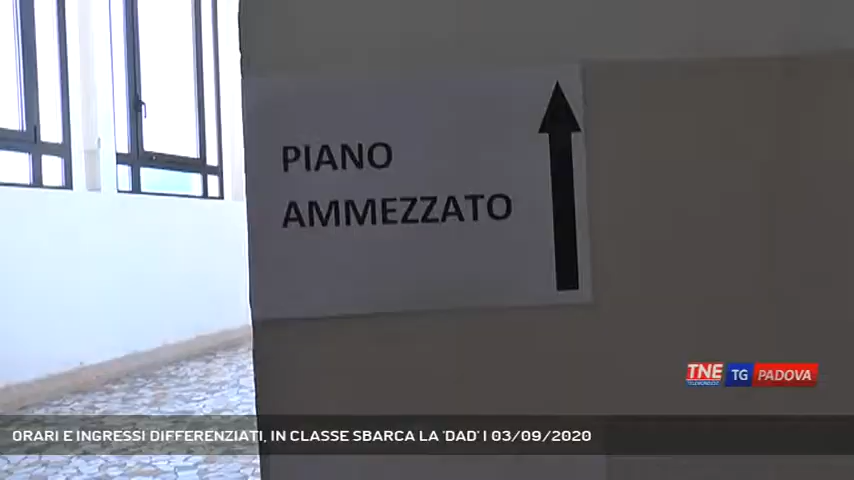 PIANO
AMMEZZATO
TNE TG PADOVA
ORARI E INGRESSI DIFFERENZIATI, IN CLASSE SBARCA LA 'DAD' | 03/09/2020